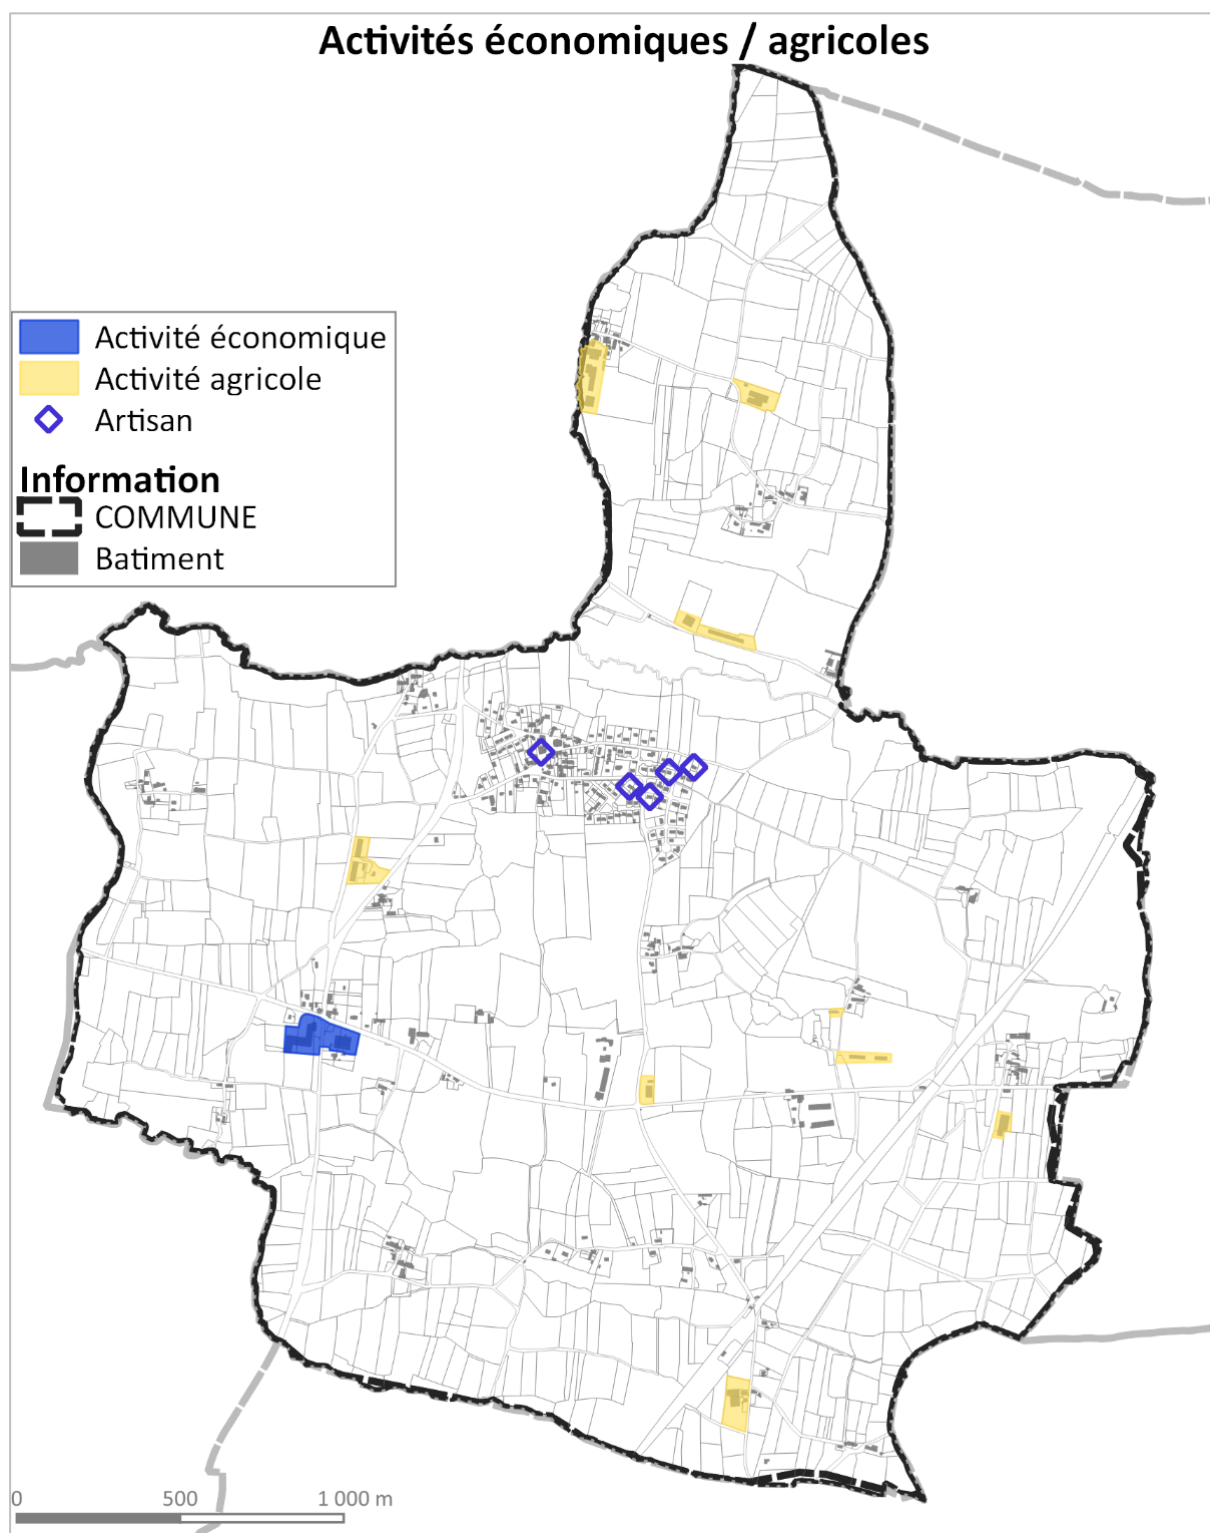 Activités économiques / agricoles
Activité économique
Activité agricole
Artisan
Information
COMMUNE
Batiment
0 500 1 000 m